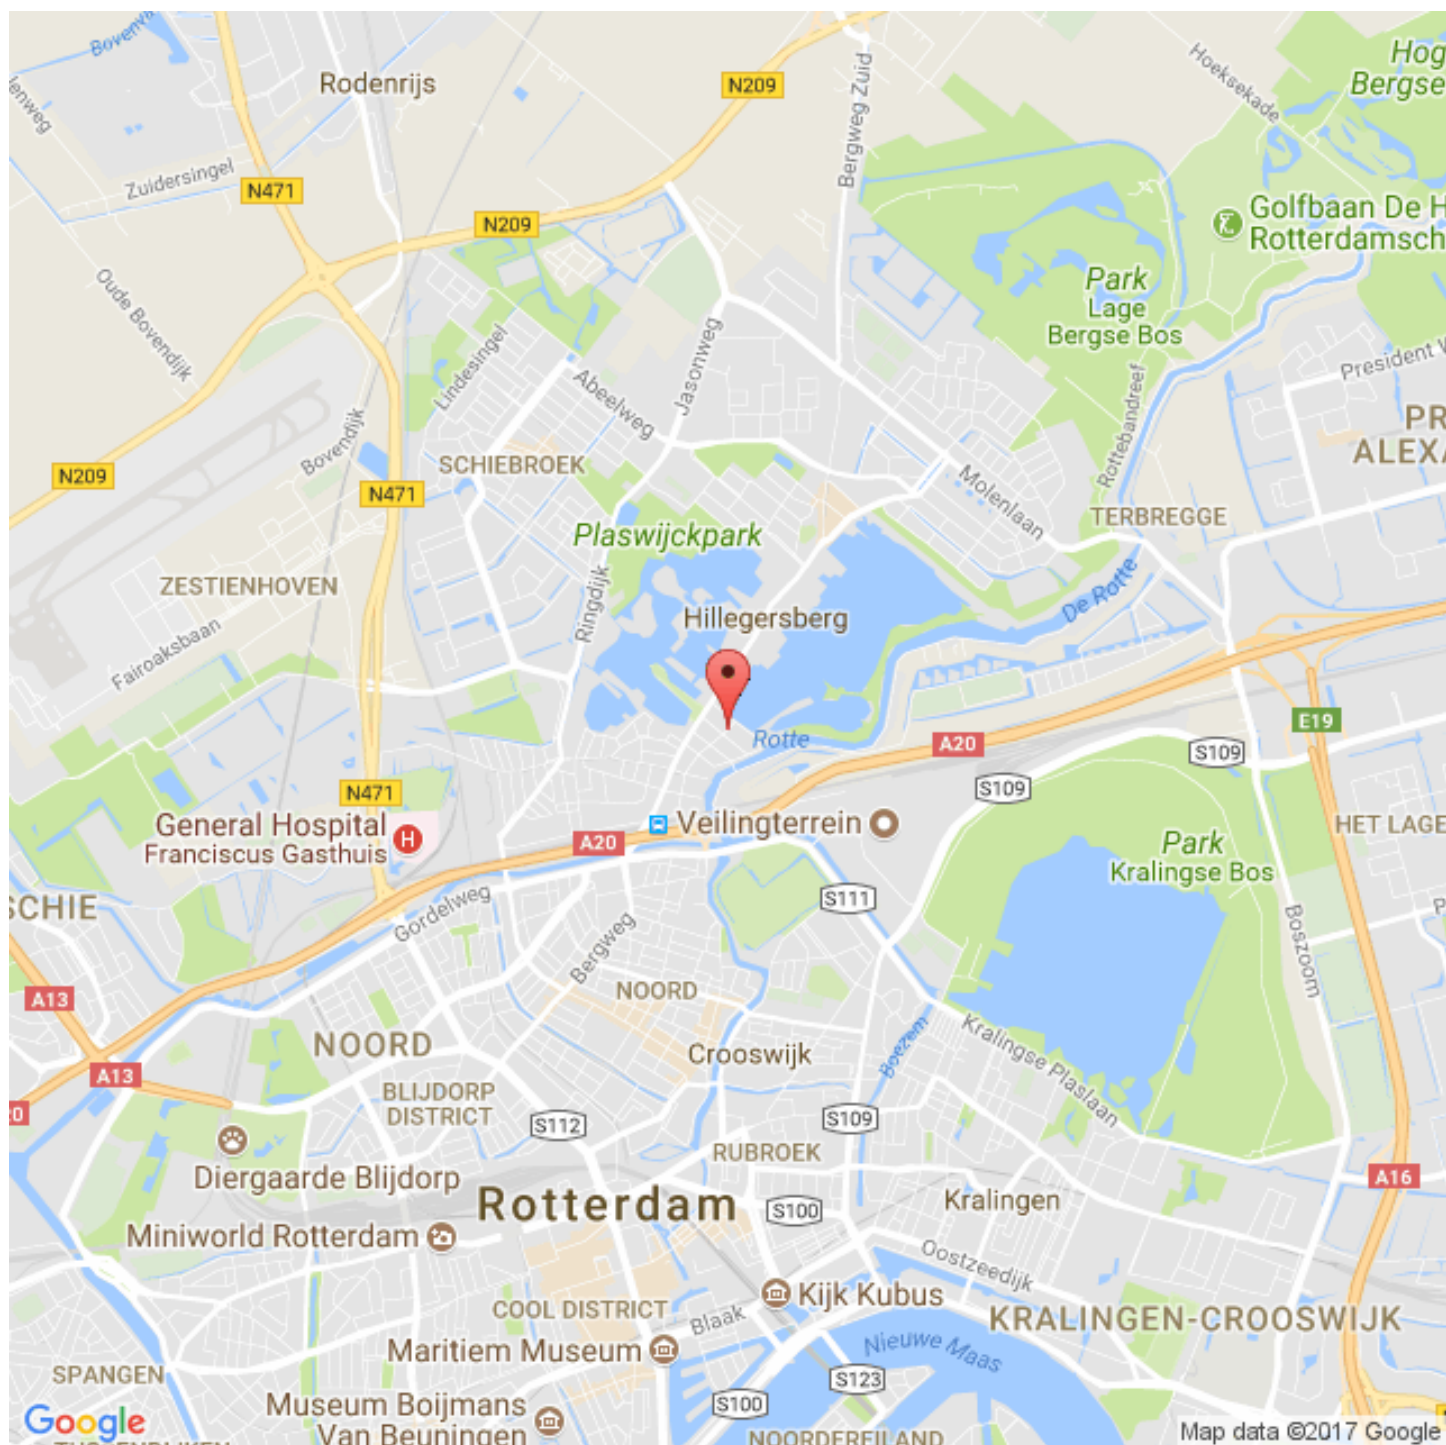 Rodenrijs
N209
Hoeksekade
Hog
Bergse
Bergweg Zuid
Zuidersingel
N471
N209
Golfbaan De H
Rotterdamsch
Oude Bovendijk
Park
Lage
Bergse Bos
Lindesingel
Jasonweg
Abeelweg
President W
Rottebandreef
PR
ALEXA
Bovendijk
SCHIEBROEK
N209
N471
Molenlaan
TERBREGGE
Plaswijckpark
ZESTIENHOVEN
Ringdijk
De Rotte
Hillegersberg
Fairoaksbaan
E19
Rotte
A20
S109
S109
N471
General Hospital
Franciscus Gasthuis
H
A20
Veilingterrein
HET LAGE
Park
Kralingse Bos
SCHIE
Gordelweg
S111
Bergweg
Boszoom
A13
NOORD
NOORD
Crooswijk
Boezem
Kralingse Plaslaan
A13
BLIJDORP
DISTRICT
S112
S109
RUBROEK
Diergaarde Blijdorp
A16
Rotterdam
S100
Kralingen
Miniworld Rotterdam
Oostzeedijk
COOL DISTRICT
Blaak
Kijk Kubus
KRALINGEN-CROOSWIJK
Maritiem Museum
Nieuwe Maas
SPANGEN
S123
Museum Boijmans
Van Beuningen
S100
Google
Map data ©2017 Google
NOORDEREILAND